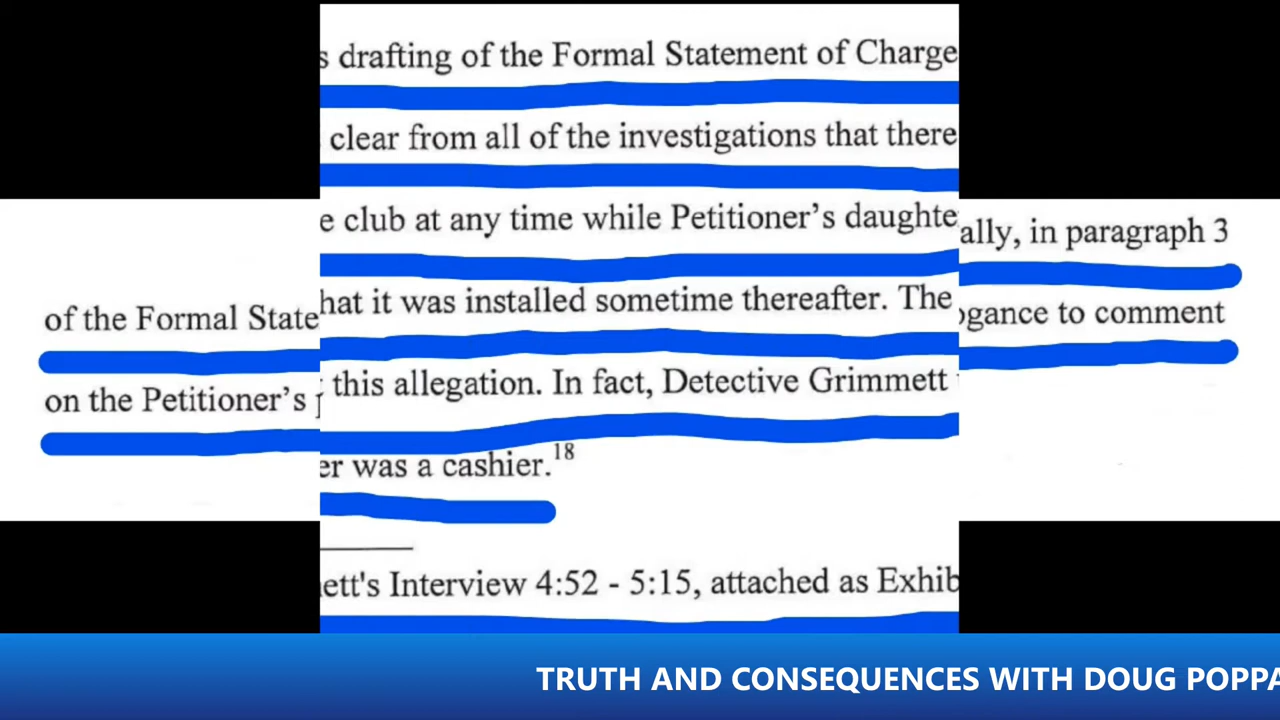 s drafting of the Formal Statement of Charge
clear from all of the investigations that there
e club at any time while Petitioner's daughte
hat it was installed sometime thereafter. The
this allegation. In fact, Detective Grimmett
er was a cashier.18
ett's Interview 4:52 - 5:15, attached as Exhib
of the Formal State
on the Petitioner's
ally, in paragraph 3
ogance to comment
TRUTH AND CONSEQUENCES WITH DOUG POPPA